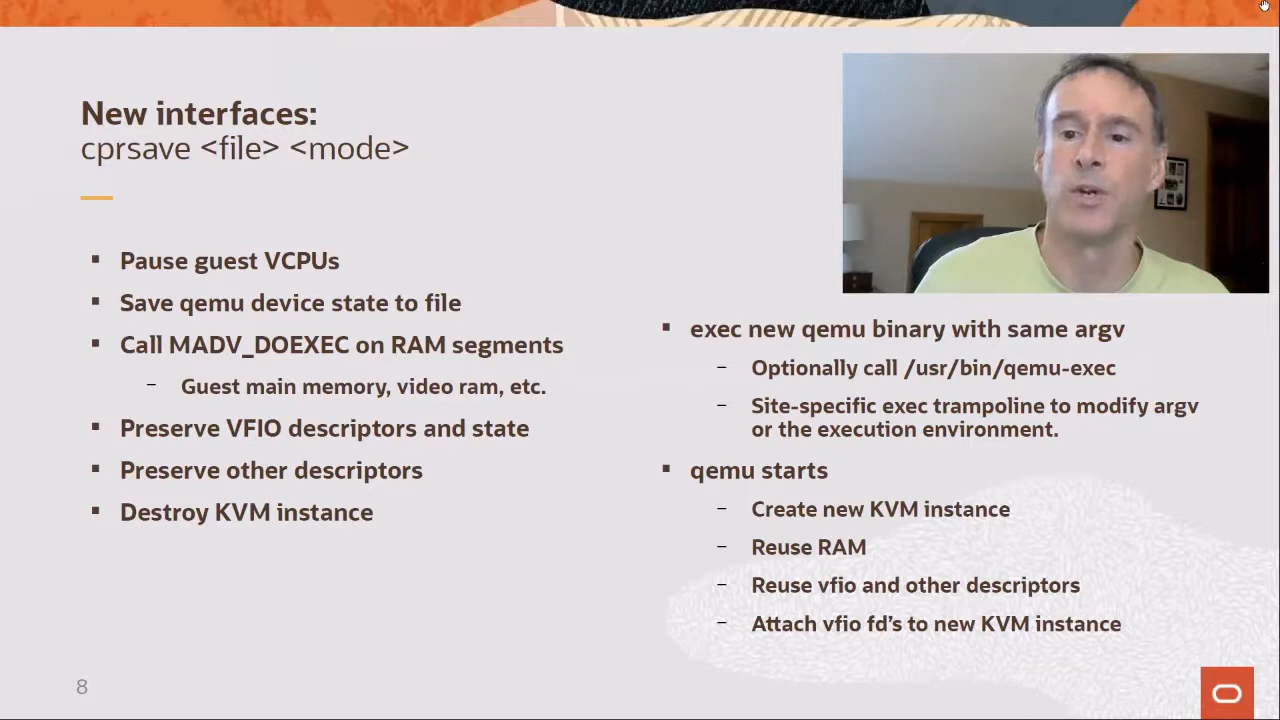 New interfaces:
cprsave <file> <mode>
▪ Pause guest VCPUs
▪ Save qemu device state to file
▪ Call MADV_DOEXEC on RAM segments
– Guest main memory, video ram, etc.
▪ Preserve VFIO descriptors and state
▪ Preserve other descriptors
▪ Destroy KVM instance
▪ exec new qemu binary with same argv
– Optionally call /usr/bin/qemu-exec
– Site-specific exec trampoline to modify argv
or the execution environment.
▪ qemu starts
– Create new KVM instance
– Reuse RAM
– Reuse vfio and other descriptors
– Attach vfio fd’s to new KVM instance
8